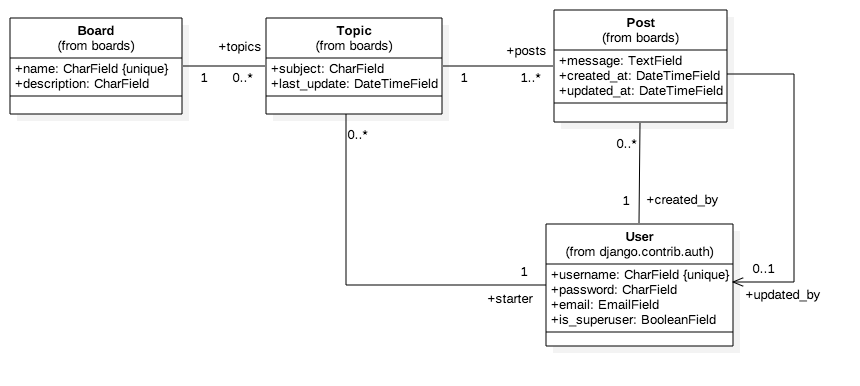 Board
(from boards)
+name: CharField {unique}
+description: CharField
+topics
1
0..*
Topic
(from boards)
+subject: CharField
+last_update: DateTimeField
+posts
1
1..*
Post
(from boards)
+message: TextField
+created_at: DateTimeField
+updated_at: DateTimeField
0..*
0..*
1
+created_by
1
+starter
User
(from django.contrib.auth)
+username: CharField {unique}
+password: CharField
+email: EmailField
+is_superuser: BooleanField
0..1
+updated_by